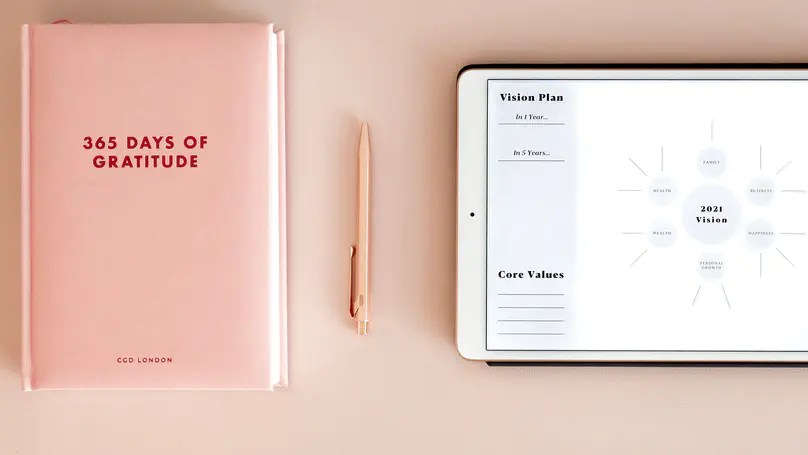 365 DAYS OF
GRATITUDE
CGD LONDON
Vision Plan
In 1 Year...
In 5 Years...
Core Values
FAMILY
HEALTH
BUSINESS
2021
Vision
WEALTH
HAPPINESS
PERSONAL
GROWTH